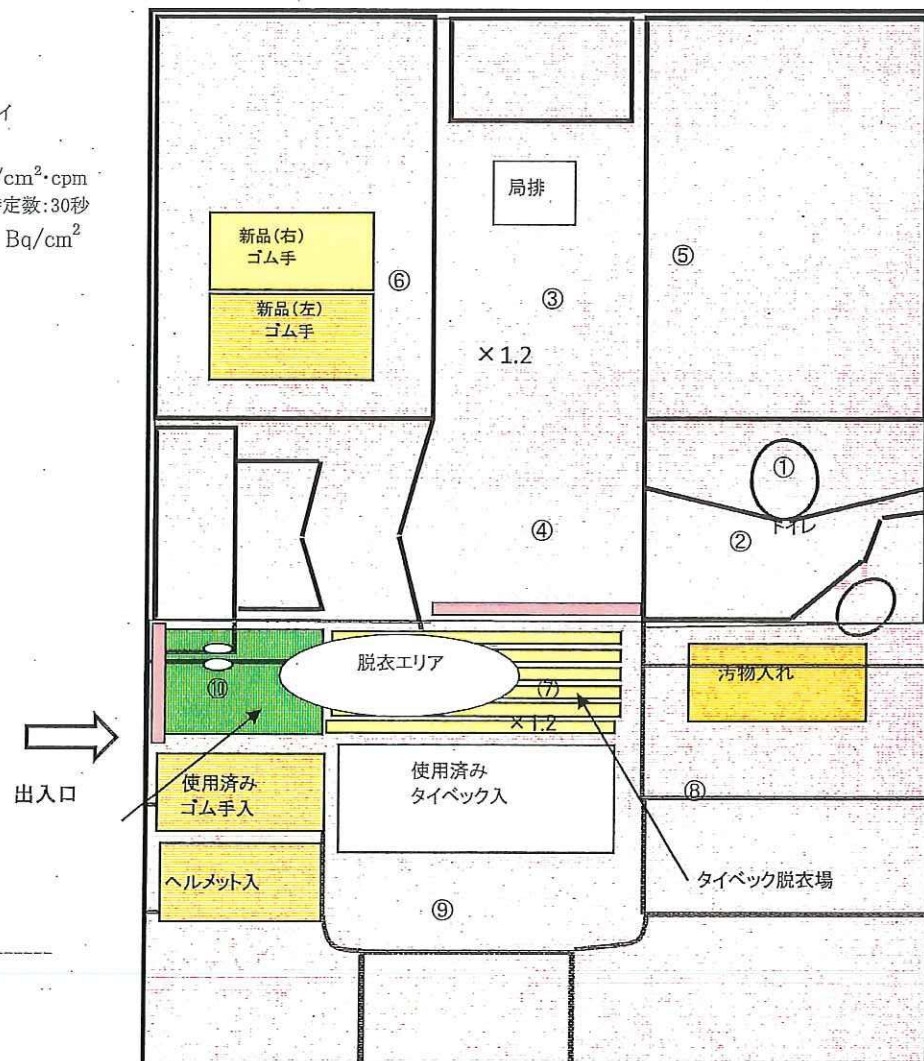 イ
/cm²・cpm
定数:30秒
Bq/cm²
局排
新品(右)
ゴム手
⑥
新品(左)
ゴム手
⑤
③
×1.2
①
④
②
トイレ
脱衣エリア
⑩
⑦
×1.2
汚物入れ
出入口
使用済み
ゴム手入
使用済み
タイベック入
⑧
ヘルメット入
タイベック脱衣場
⑨